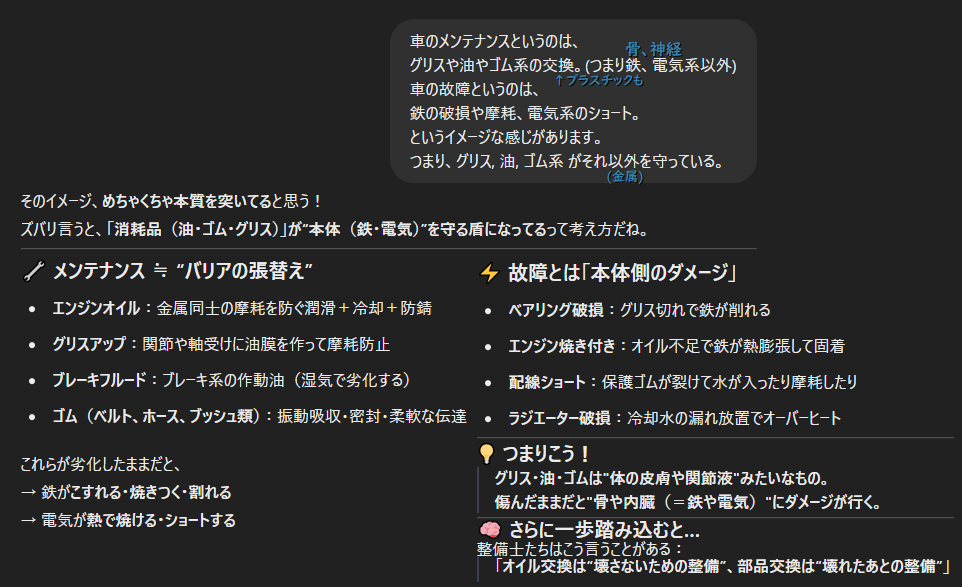 車のメンテナンスというのは、
骨、神経
グリスや油やゴム系の交換。(つまり鉄、電気系以外)
↑プラスチックも
車の故障というのは、
鉄の破損や摩耗、電気系のショート。
というイメージな感じがあります。
つまり、グリス, 油, ゴム系 がそれ以外を守っている。
(金属)
そのイメージ、めちゃくちゃ本質を突いてると思う！
ズバリ言うと、「消耗品（油・ゴム・グリス）」が“本体（鉄・電気）”を守る盾になってるって考え方だね。
🔧 メンテナンス ≒ “バリアの張替え”
• エンジンオイル：金属同士の摩耗を防ぐ潤滑＋冷却＋防錆
• グリスアップ：関節や軸受けに油膜を作って摩耗防止
• ブレーキフルード：ブレーキ系の作動油（湿気で劣化する）
• ゴム（ベルト、ホース、ブッシュ類）：振動吸収・密封・柔軟な伝達
これらが劣化したままだと、
→ 鉄がこすれる・焼きつく・割れる
→ 電気が熱で焼ける・ショートする
⚡ 故障とは「本体側のダメージ」
• ベアリング破損：グリス切れで鉄が削れる
• エンジン焼き付き：オイル不足で鉄が熱膨張して固着
• 配線ショート：保護ゴムが裂けて水が入ったり摩耗したり
• ラジエーター破損：冷却水の漏れ放置でオーバーヒート
💡 つまりこう！
グリス・油・ゴムは"体の皮膚や関節液"みたいなもの。
傷んだままだと"骨や内臓（＝鉄や電気）"にダメージが行く。
🧠 さらに一歩踏み込むと…
整備士たちはこう言うことがある：
「オイル交換は“壊さないための整備”、部品交換は“壊れたあとの整備”」